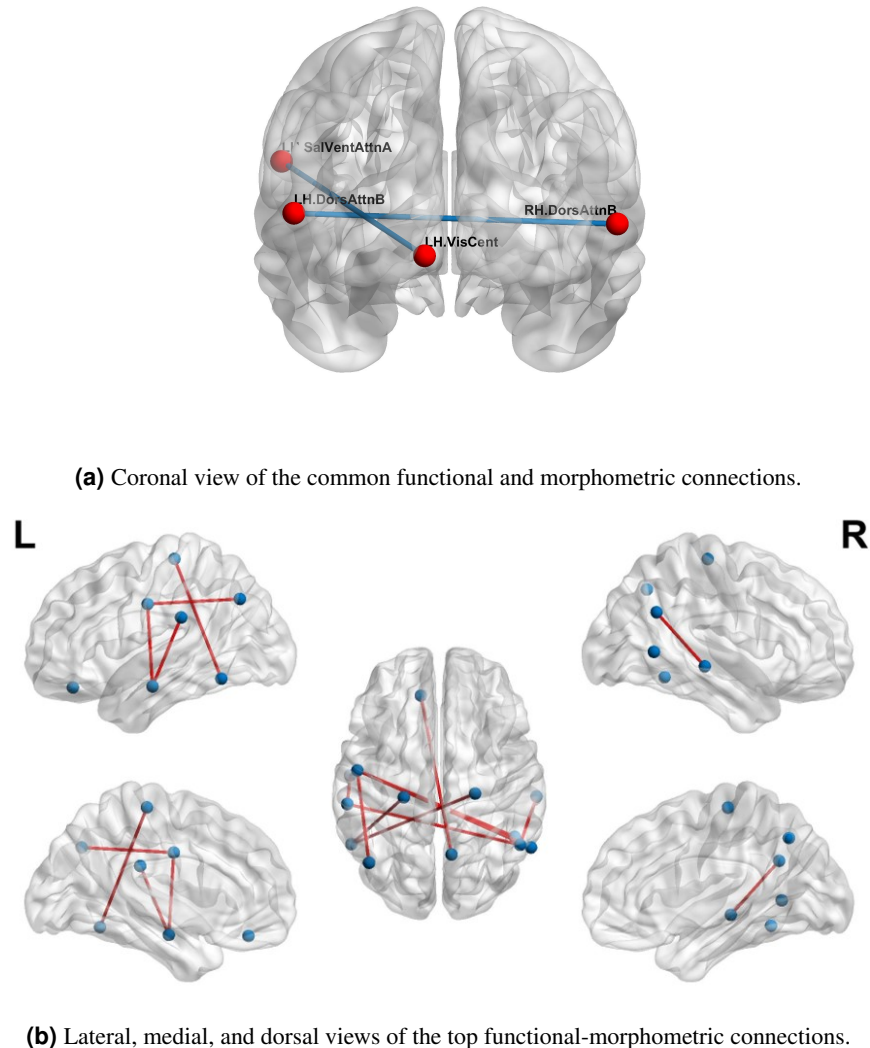 SalVentAttnA
LH.DorsAttnB
RH.DorsAttnB
LH.VisCent
(a) Coronal view of the common functional and morphometric connections.
L
R
(b) Lateral, medial, and dorsal views of the top functional-morphometric connections.